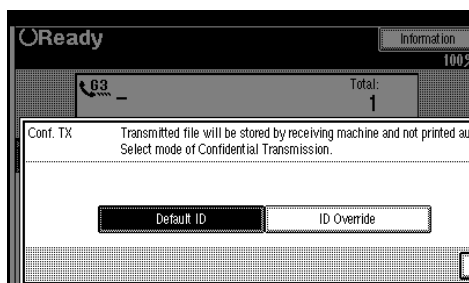 Ready
Information
100%
G3 _
Total:
1
Conf. TX
Transmitted file will be stored by receiving machine and not printed au
Select mode of Confidential Transmission.
Default ID
ID Override